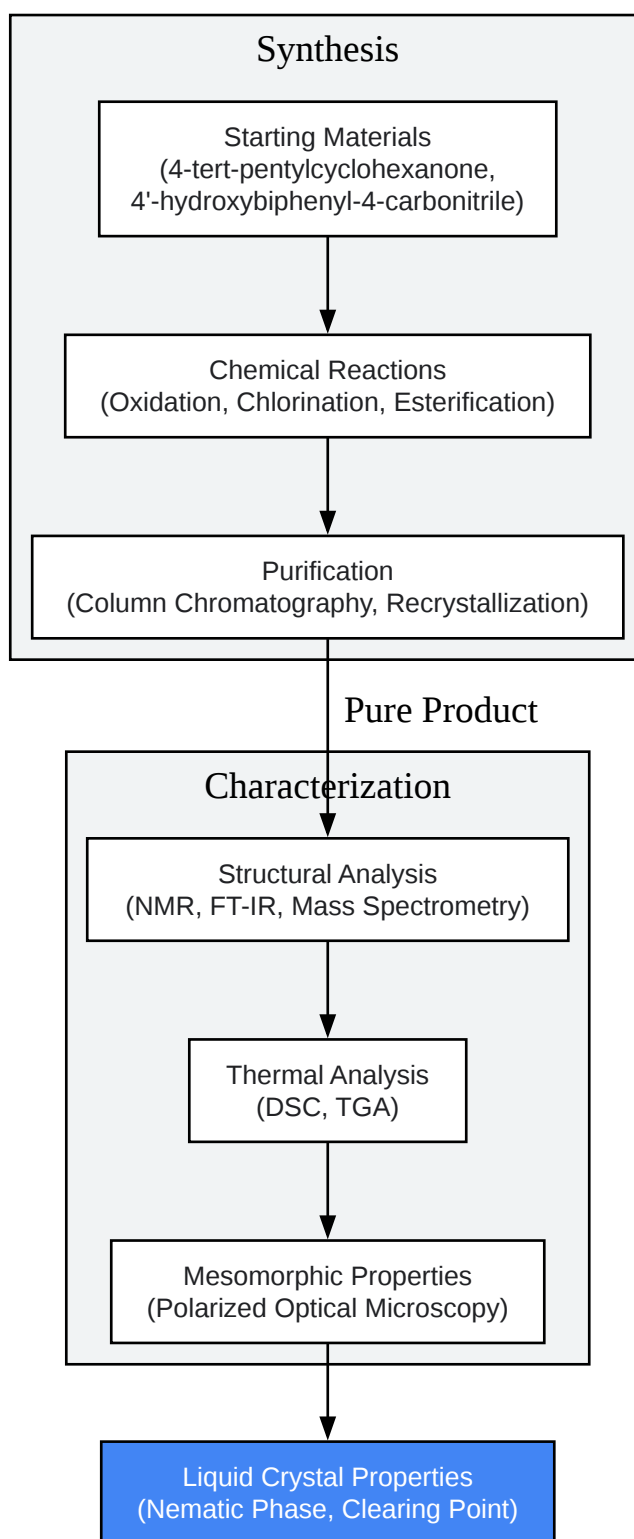 Synthesis
Starting Materials
(4-tert-pentylcyclohexanone,
4'-hydroxybiphenyl-4-carbonitrile)
Chemical Reactions
(Oxidation, Chlorination, Esterification)
Purification
(Column Chromatography, Recrystallization)
Pure Product
Characterization
Structural Analysis
(NMR, FT-IR, Mass Spectrometry)
Thermal Analysis
(DSC, TGA)
Mesomorphic Properties
(Polarized Optical Microscopy)
Liquid Crystal Properties
(Nematic Phase, Clearing Point)